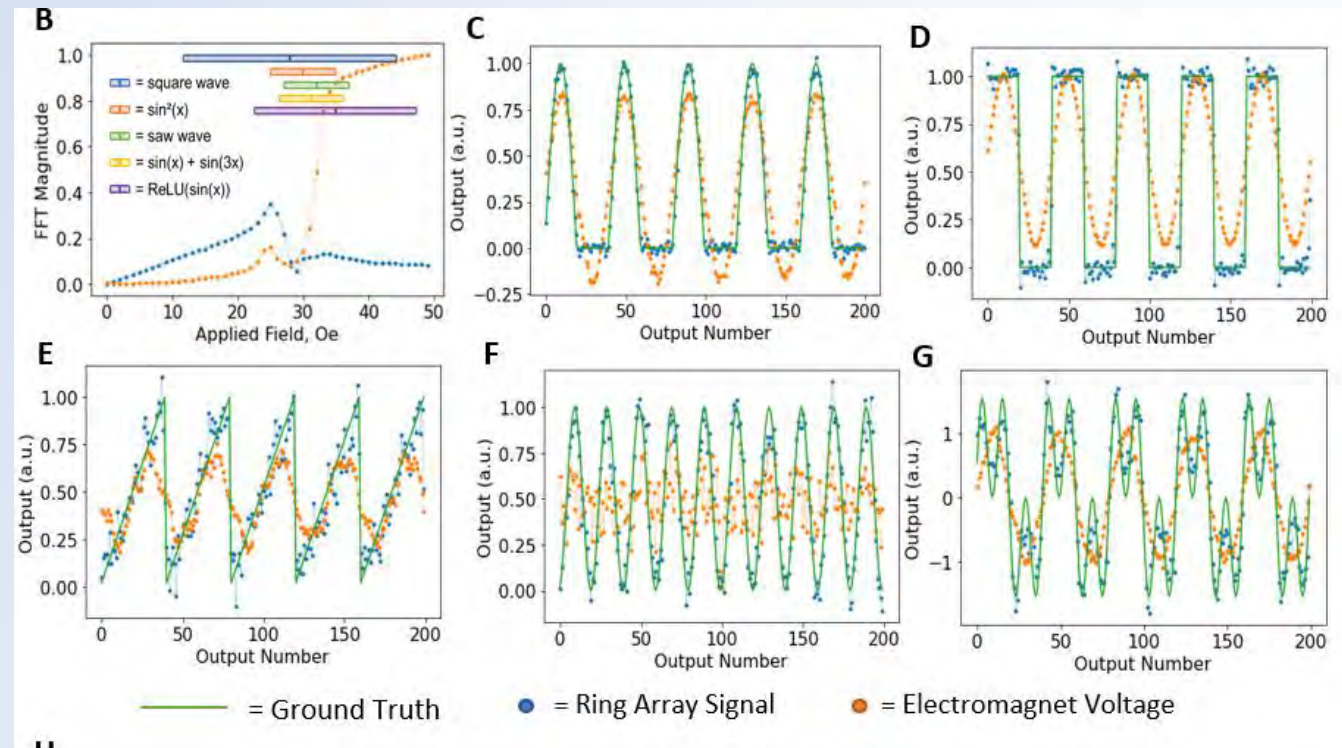 B
FFT Magnitude
1.0
0.8
0.6
0.4
0.2
0.0
= square wave
= sin²(x)
= saw wave
= sin(x) + sin(3x)
= ReLU(sin(x))
0 10 20 30 40 50
Applied Field, Oe
C
Output (a.u.)
1.00
0.75
0.50
0.25
0.00
−0.25
0 50 100 150 200
Output Number
D
Output (a.u.)
1.00
0.75
0.50
0.25
0.00
0 50 100 150 200
Output Number
E
Output (a.u.)
1.00
0.75
0.50
0.25
0.00
0 50 100 150 200
Output Number
F
Output (a.u.)
1.00
0.75
0.50
0.25
0.00
0 50 100 150 200
Output Number
G
Output (a.u.)
1
0
−1
0 50 100 150 200
Output Number
= Ground Truth = Ring Array Signal = Electromagnet Voltage